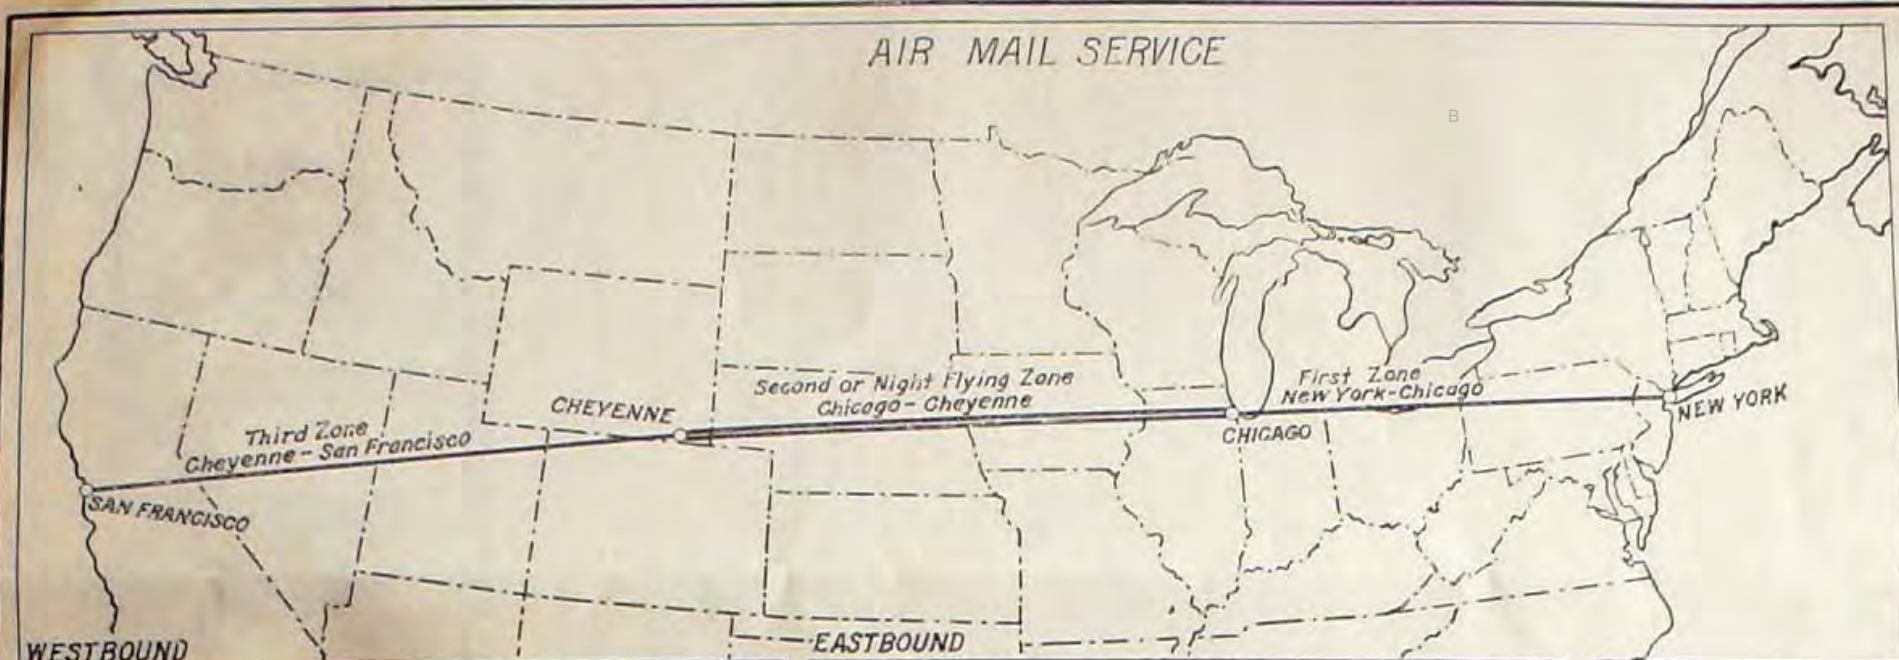 AIR MAIL SERVICE
B
Second or Night Flying Zone
Chicago - Cheyenne
First Zone
New York - Chicago
CHEYENNE
NEW YORK
Third Zone
Cheyenne - San Francisco
CHICAGO
SAN FRANCISCO
WESTBOUND
EASTBOUND